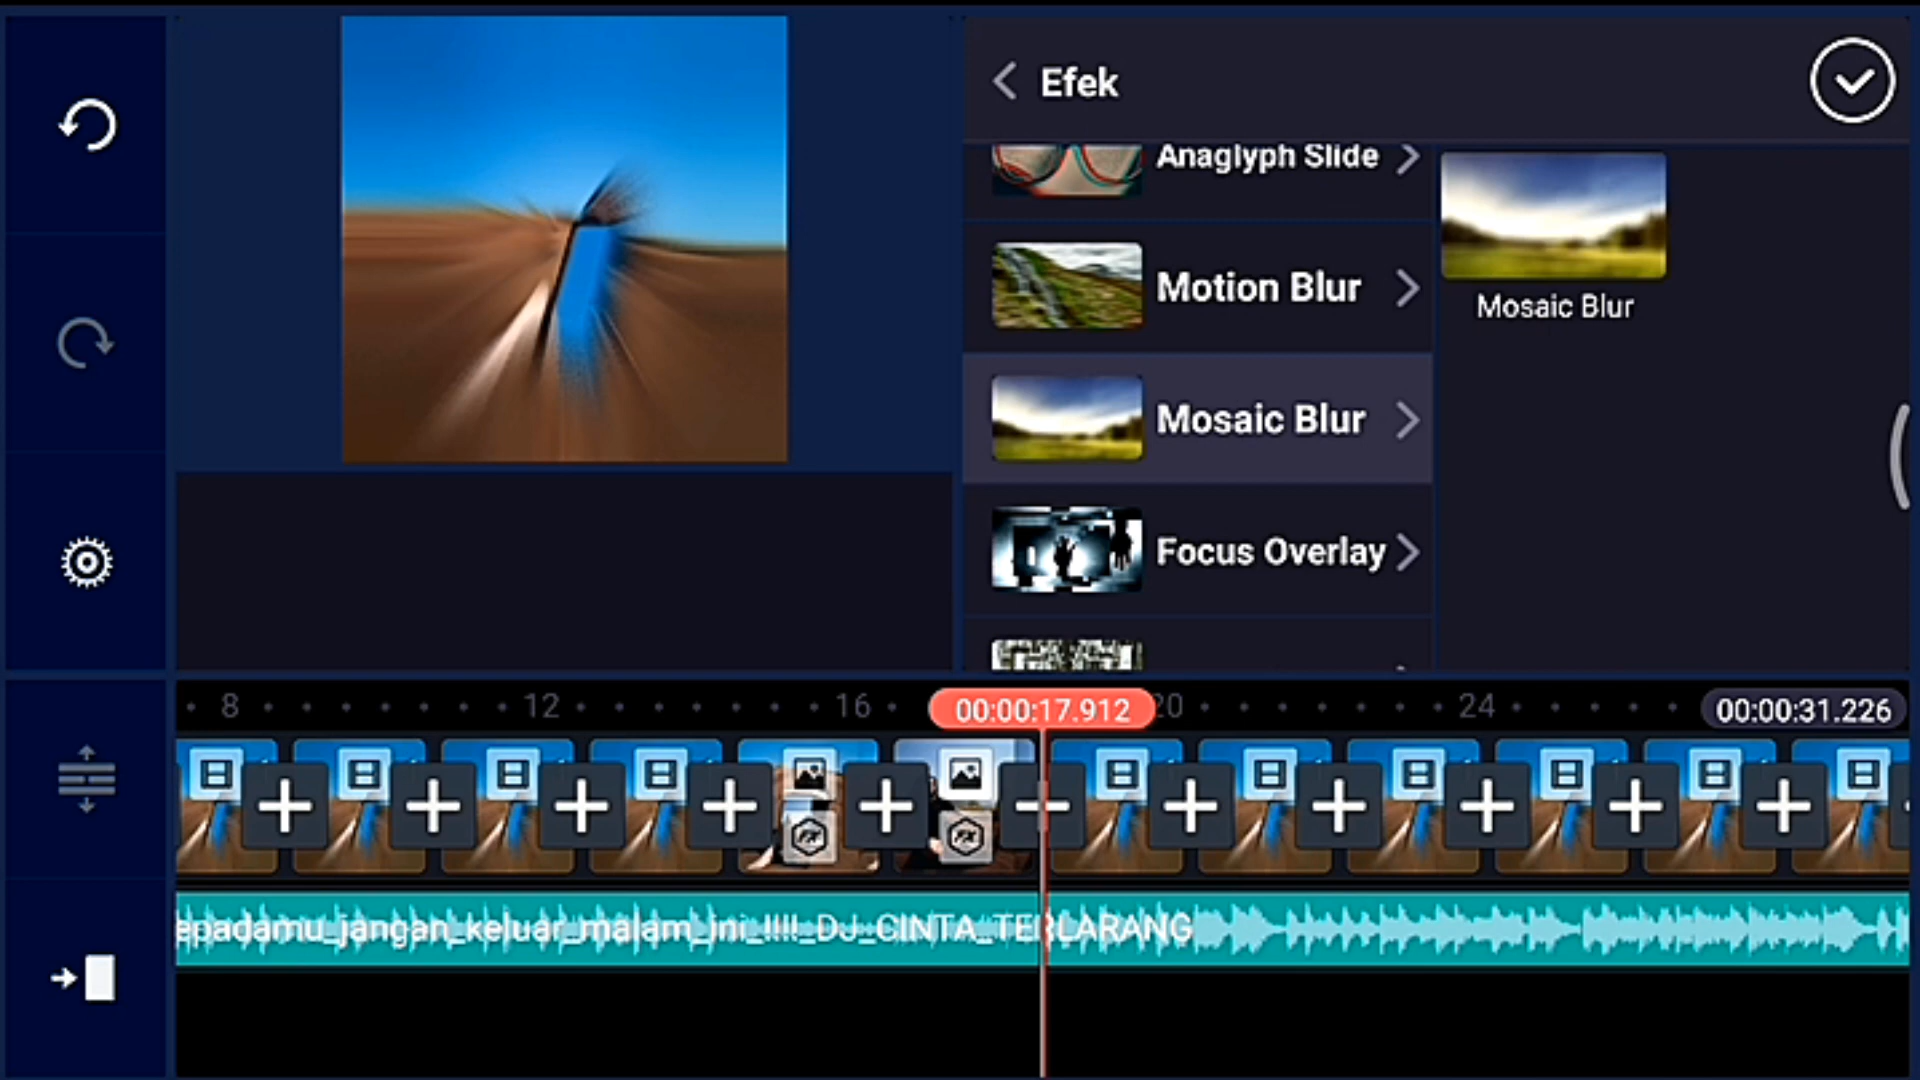 Efek
Anaglyph Slide
Motion Blur
Mosaic Blur
Focus Overlay
Mosaic Blur
8
12
16
00:00:17.912
20
24
00:00:31.226
epadamu_jangan_keluar_malam_ini_!!!!_DJ_CINTA_TERLARANG